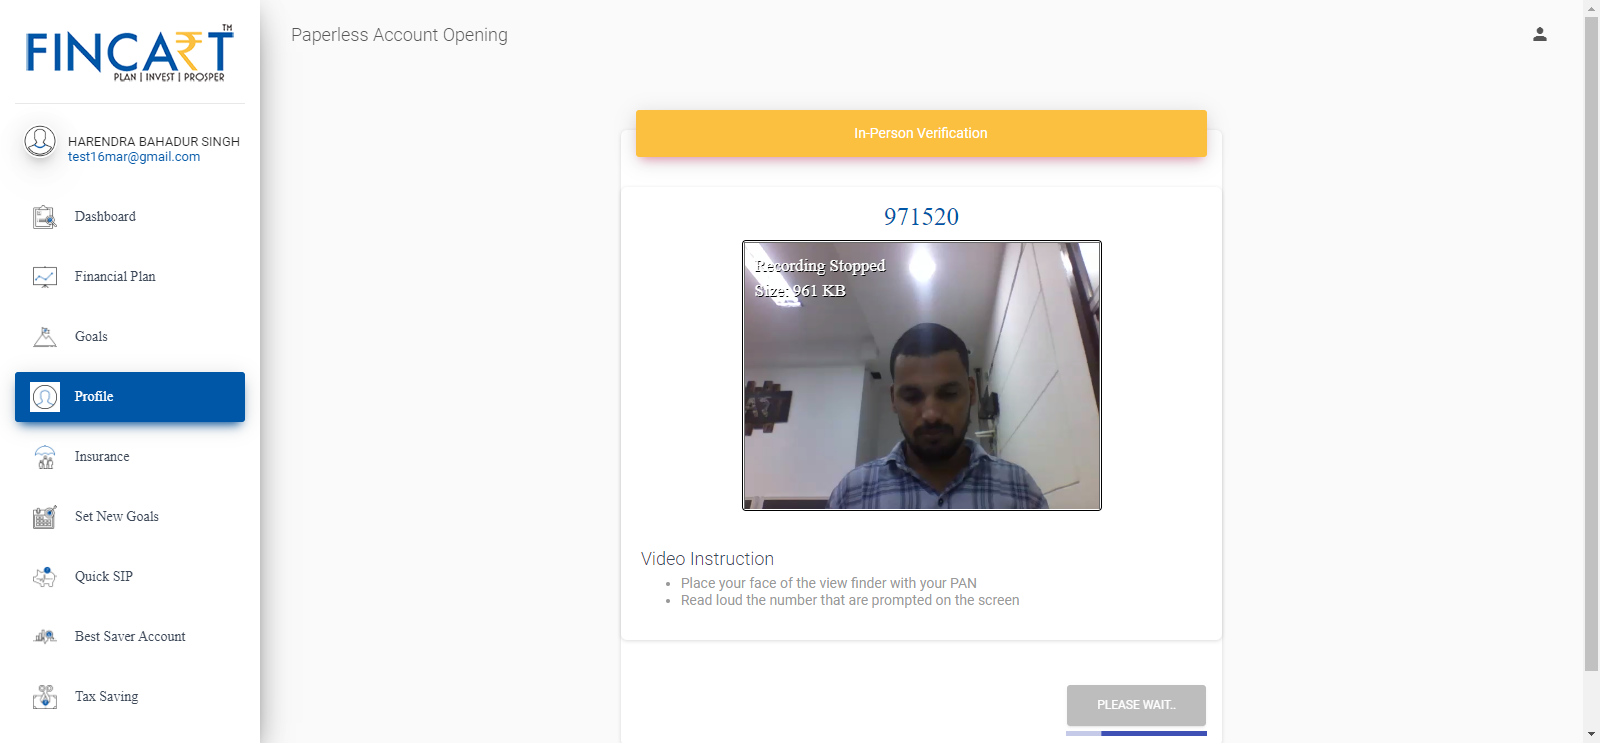 FINCART™
PLAN | INVEST | PROSPER
HARENDRA BAHADUR SINGH
test16mar@gmail.com
Dashboard
Financial Plan
Goals
Profile
Insurance
Set New Goals
Quick SIP
Best Saver Account
Tax Saving
Paperless Account Opening
In-Person Verification
971520
Recording Stopped
Size: 961 KB
Video Instruction
Place your face of the view finder with your PAN
Read loud the number that are prompted on the screen
PLEASE WAIT..